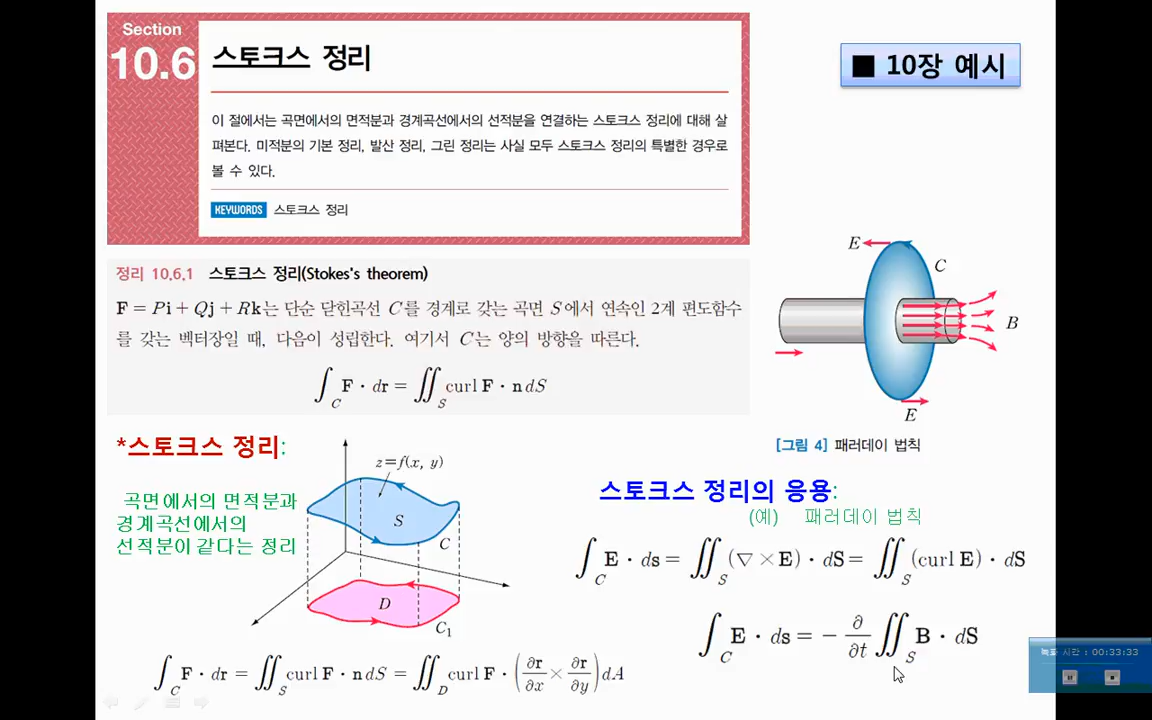 Section
10.6
스토크스 정리
이 절에서는 곡면에서의 면적분과 경계곡선에서의 선적분을 연결하는 스토크스 정리에 대해 살
펴본다. 미적분의 기본 정리, 발산 정리, 그린 정리는 사실 모두 스토크스 정리의 특별한 경우로
볼 수 있다.
KEYWORDS 스토크스 정리
■ 10장 예시
정리 10.6.1 스토크스 정리(Stokes's theorem)
F = Pi + Qj + Rk는 단순 닫힌곡선 C를 경계로 갖는 곡면 S에서 연속인 2계 편도함수
를 갖는 벡터장일 때, 다음이 성립한다. 여기서 C는 양의 방향을 따른다.
∫_C F · dr = ∬_S curl F · n dS
E
C
B
E
[그림 4] 패러데이 법칙
*스토크스 정리:
곡면에서의 면적분과
경계곡선에서의
선적분이 같다는 정리
z = f(x, y)
S
C
D
C₁
∫_C F · dr = ∬_S curl F · n dS = ∬_D curl F · (∂r/∂x × ∂r/∂y) dA
스토크스 정리의 응용:
(예) 패러데이 법칙
∫_C E · ds = ∬_S (▽ × E) · dS = ∬_S (curl E) · dS
∫_C E · ds = − ∂/∂t ∬_S B · dS
녹화 시간 : 00:33:33